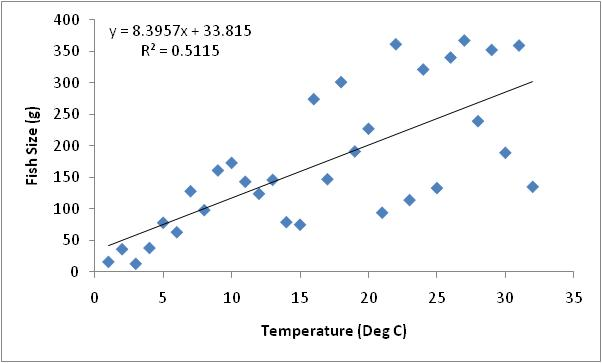 y = 8.3957x + 33.815
R² = 0.5115
400
350
300
250
200
150
100
50
0
Fish Size (g)
0 5 10 15 20 25 30 35
Temperature (Deg C)